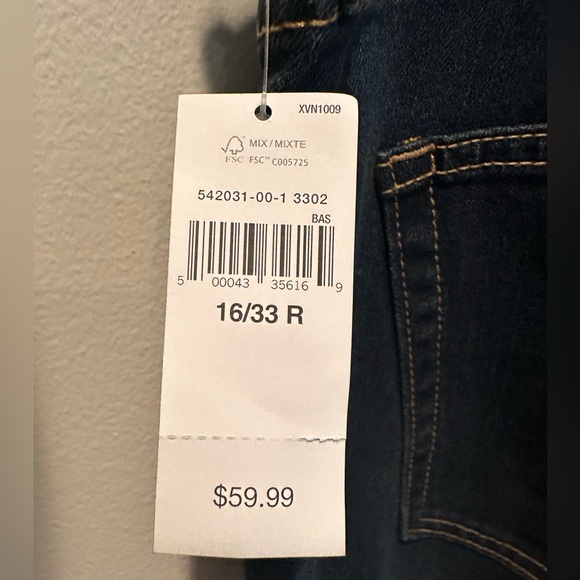 XVN1009
MIX / MIXTE
FSC FSC™ C005725
542031-00-1 3302
BAS
5 00043 35616 9
16/33 R
$59.99